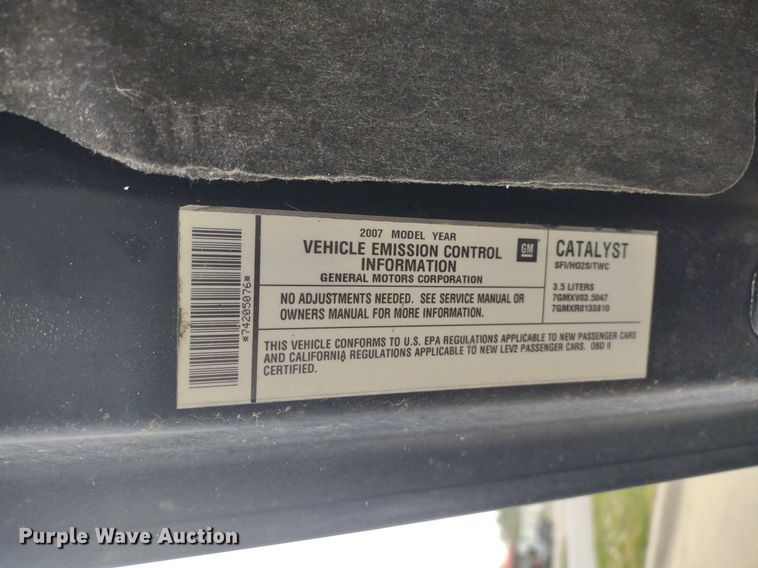 *74205076*
2007 MODEL YEAR
VEHICLE EMISSION CONTROL
INFORMATION
GENERAL MOTORS CORPORATION
GM
NO ADJUSTMENTS NEEDED. SEE SERVICE MANUAL OR
OWNERS MANUAL FOR MORE INFORMATION.
CATALYST
SFI/HO2S/TWC
3.5 LITERS
7GMXV03.5047
7GMXR0133810
THIS VEHICLE CONFORMS TO U.S. EPA REGULATIONS APPLICABLE TO NEW PASSENGER CARS
AND CALIFORNIA REGULATIONS APPLICABLE TO NEW LEV2 PASSENGER CARS. OBD II
CERTIFIED.
Purple Wave Auction
Purple Wave Auction®